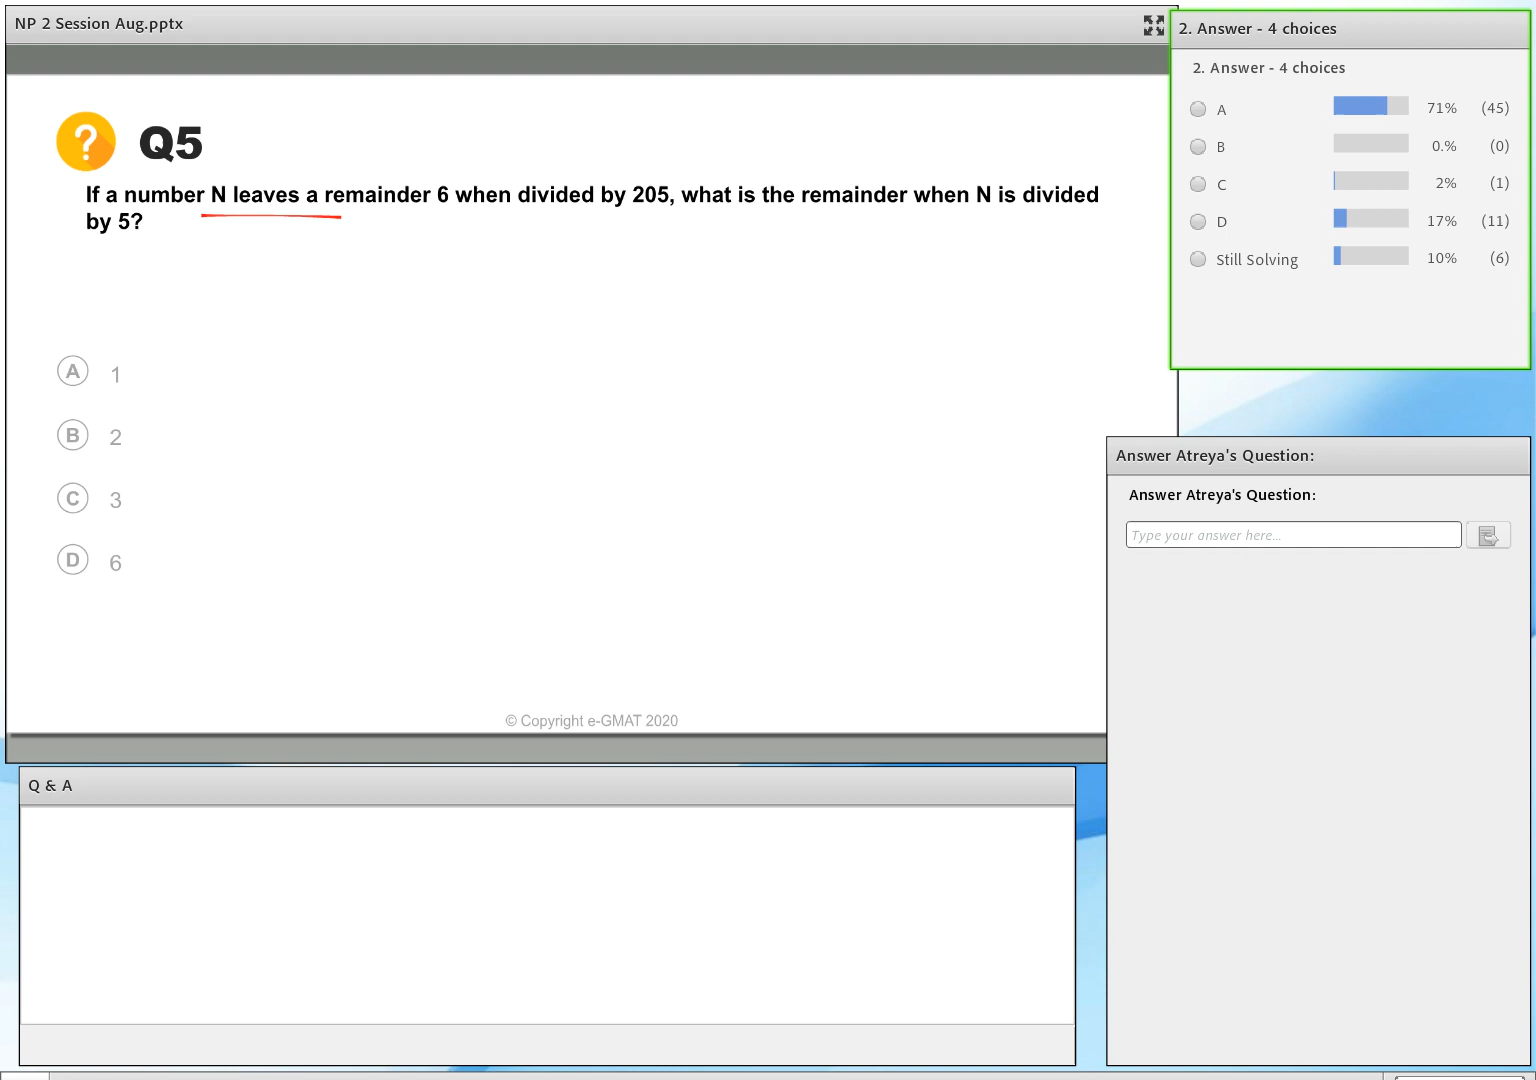 NP 2 Session Aug.pptx
?
Q5
If a number N leaves a remainder 6 when divided by 205, what is the remainder when N is divided
by 5?
A 1
B 2
C 3
D 6
© Copyright e-GMAT 2020
2. Answer - 4 choices
2. Answer - 4 choices
A 71% (45)
B 0.% (0)
C 2% (1)
D 17% (11)
Still Solving 10% (6)
Answer Atreya's Question:
Answer Atreya's Question:
Type your answer here...
Q & A